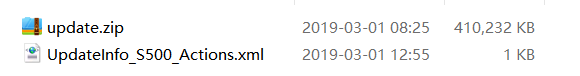 update.zip 2019-03-01 08:25 410,232 KB
UpdateInfo_S500_Actions.xml 2019-03-01 12:55 1 KB